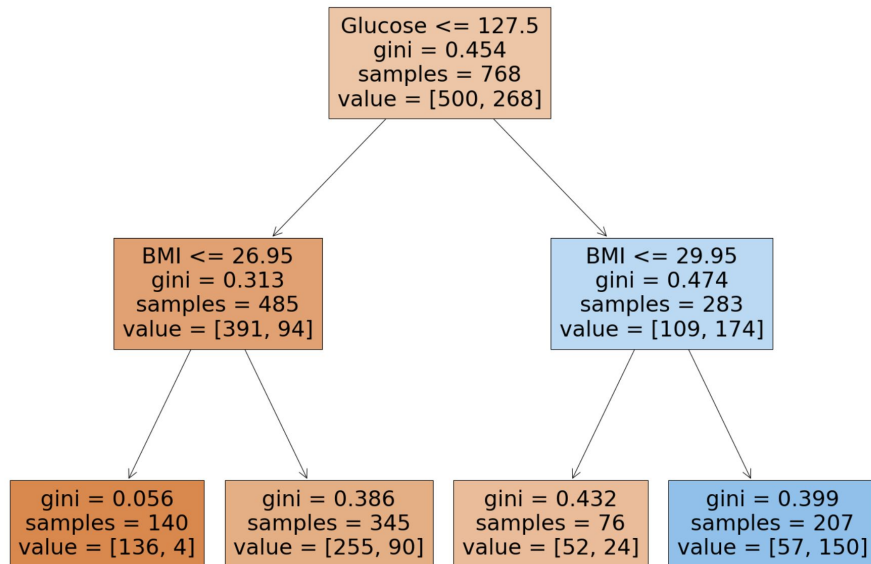 Glucose <= 127.5
gini = 0.454
samples = 768
value = [500, 268]
BMI <= 26.95
gini = 0.313
samples = 485
value = [391, 94]
BMI <= 29.95
gini = 0.474
samples = 283
value = [109, 174]
gini = 0.056
samples = 140
value = [136, 4]
gini = 0.386
samples = 345
value = [255, 90]
gini = 0.432
samples = 76
value = [52, 24]
gini = 0.399
samples = 207
value = [57, 150]